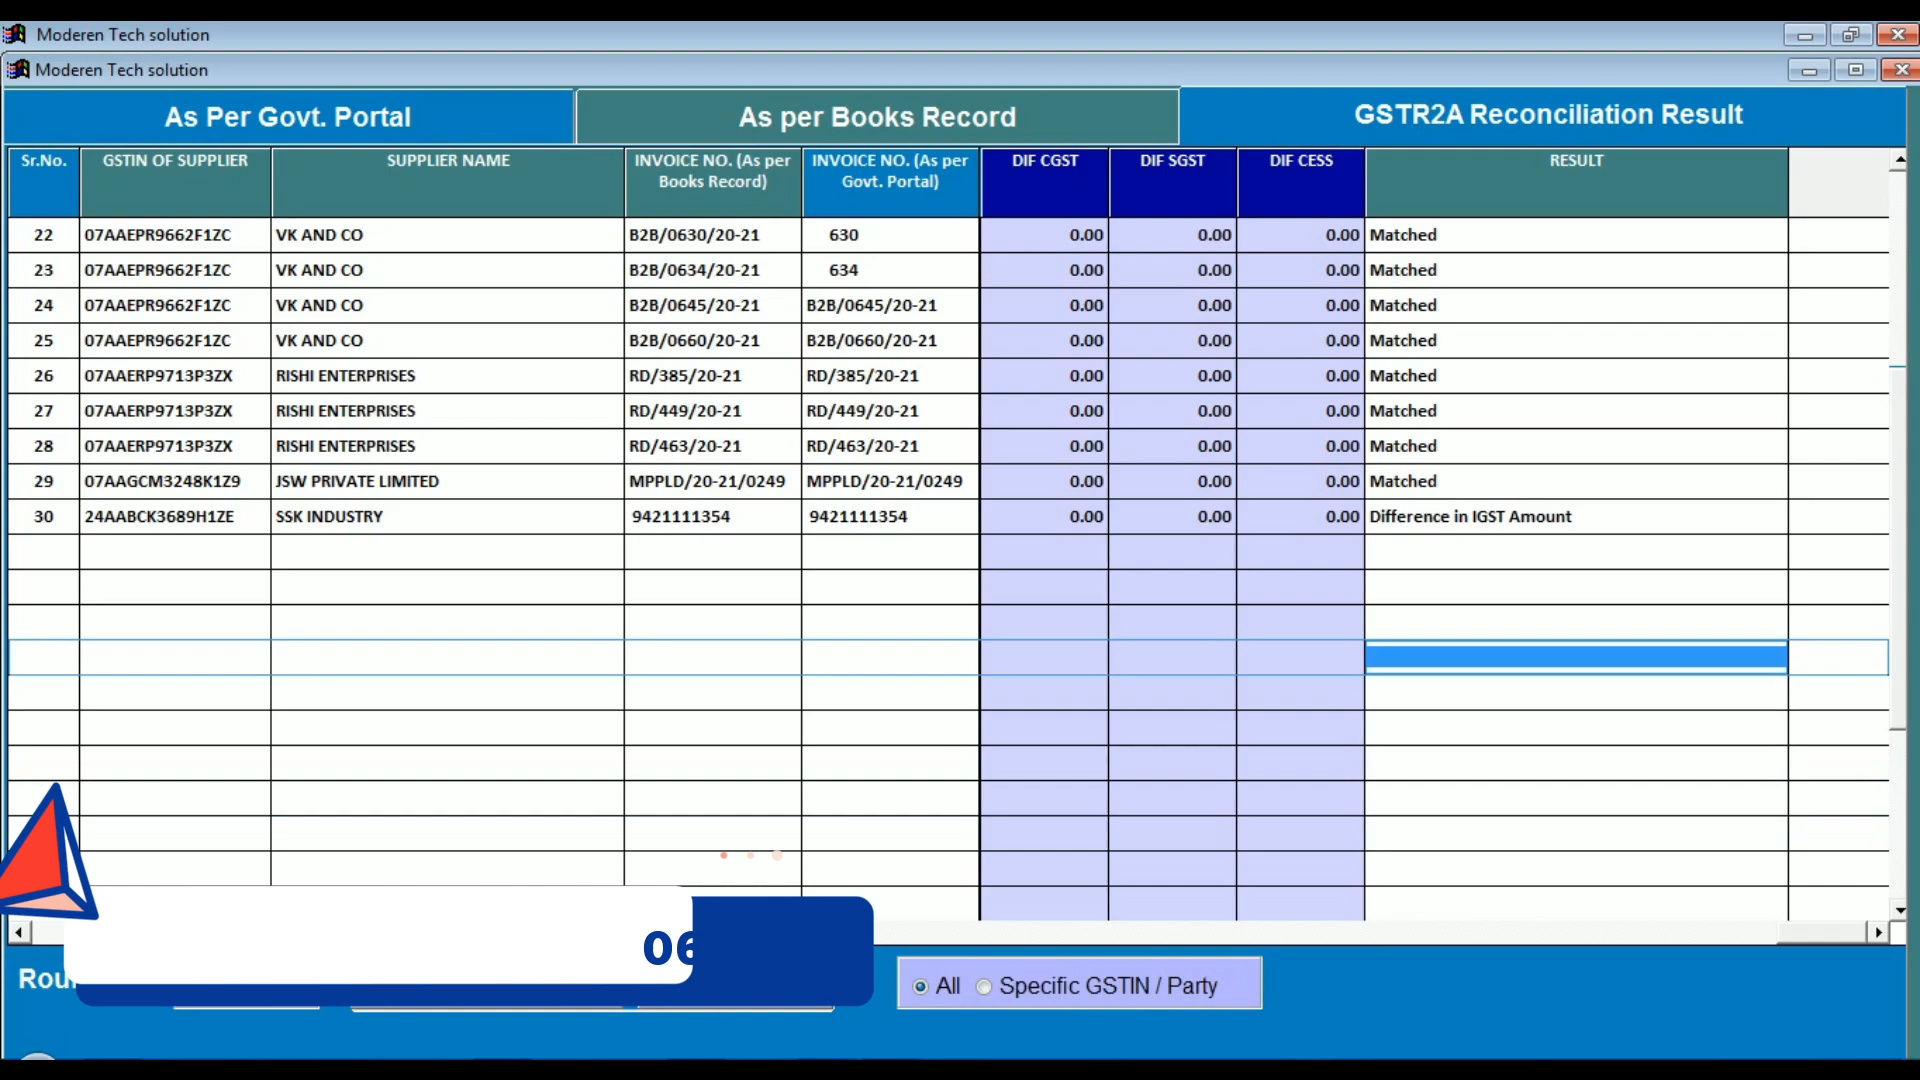 Moderen Tech solution
Moderen Tech solution
As Per Govt. Portal
As per Books Record
GSTR2A Reconciliation Result
Sr.No. GSTIN OF SUPPLIER SUPPLIER NAME INVOICE NO. (As per Books Record) INVOICE NO. (As per Govt. Portal) DIF CGST DIF SGST DIF CESS RESULT
22 07AAEPR9662F1ZC VK AND CO B2B/0630/20-21 630 0.00 0.00 0.00 Matched
23 07AAEPR9662F1ZC VK AND CO B2B/0634/20-21 634 0.00 0.00 0.00 Matched
24 07AAEPR9662F1ZC VK AND CO B2B/0645/20-21 B2B/0645/20-21 0.00 0.00 0.00 Matched
25 07AAEPR9662F1ZC VK AND CO B2B/0660/20-21 B2B/0660/20-21 0.00 0.00 0.00 Matched
26 07AAERP9713P3ZX RISHI ENTERPRISES RD/385/20-21 RD/385/20-21 0.00 0.00 0.00 Matched
27 07AAERP9713P3ZX RISHI ENTERPRISES RD/449/20-21 RD/449/20-21 0.00 0.00 0.00 Matched
28 07AAERP9713P3ZX RISHI ENTERPRISES RD/463/20-21 RD/463/20-21 0.00 0.00 0.00 Matched
29 07AAGCM3248K1Z9 JSW PRIVATE LIMITED MPPLD/20-21/0249 MPPLD/20-21/0249 0.00 0.00 0.00 Matched
30 24AABCK3689H1ZE SSK INDUSTRY 9421111354 9421111354 0.00 0.00 0.00 Difference in IGST Amount
06
All Specific GSTIN / Party